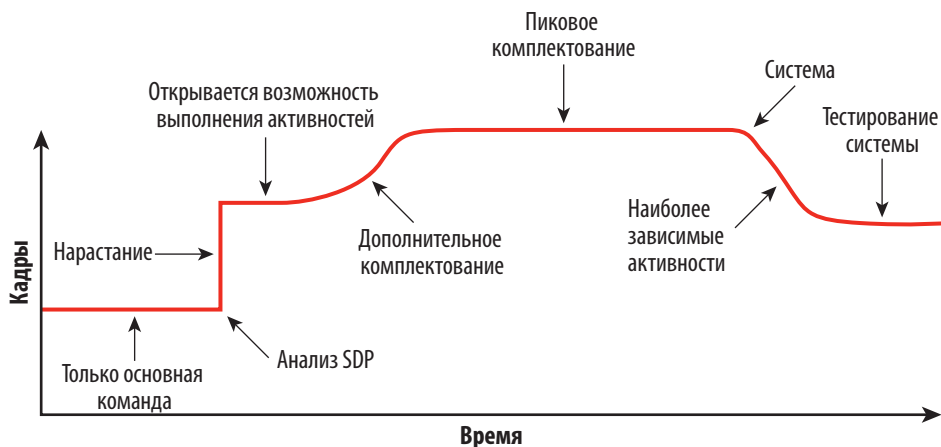 Пиковое
комплектование
Система
Открывается возможность
выполнения активностей
Тестирование
системы
Нарастание
Дополнительное
комплектование
Наиболее
зависимые
активности
Кадры
Только основная
команда
Анализ SDP
Время